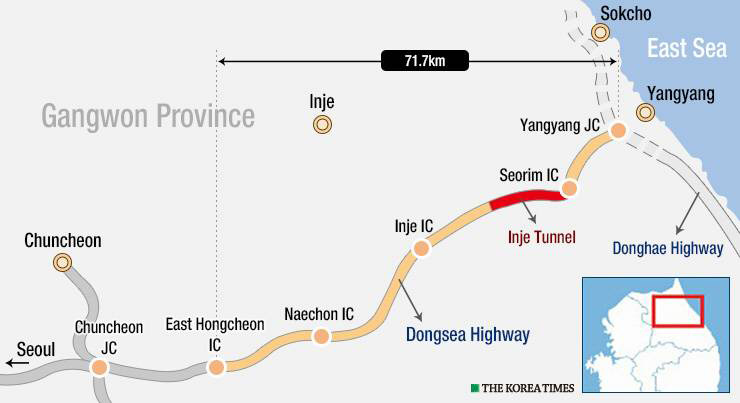 Sokcho
East Sea
71.7km
Yangyang
Inje
Gangwon Province
Yangyang JC
Seorim IC
Inje IC
Inje Tunnel
Donghae Highway
Chuncheon
Naechon IC
East Hongcheon
IC
Chuncheon
JC
Dongsea Highway
Seoul
THE KOREA TIMES